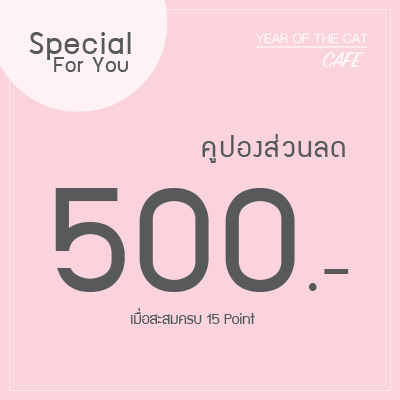 Special
For You
YEAR OF THE CAT
CAFE
คูปองส่วนลด
500.-
เมื่อสะสมครบ 15 Point